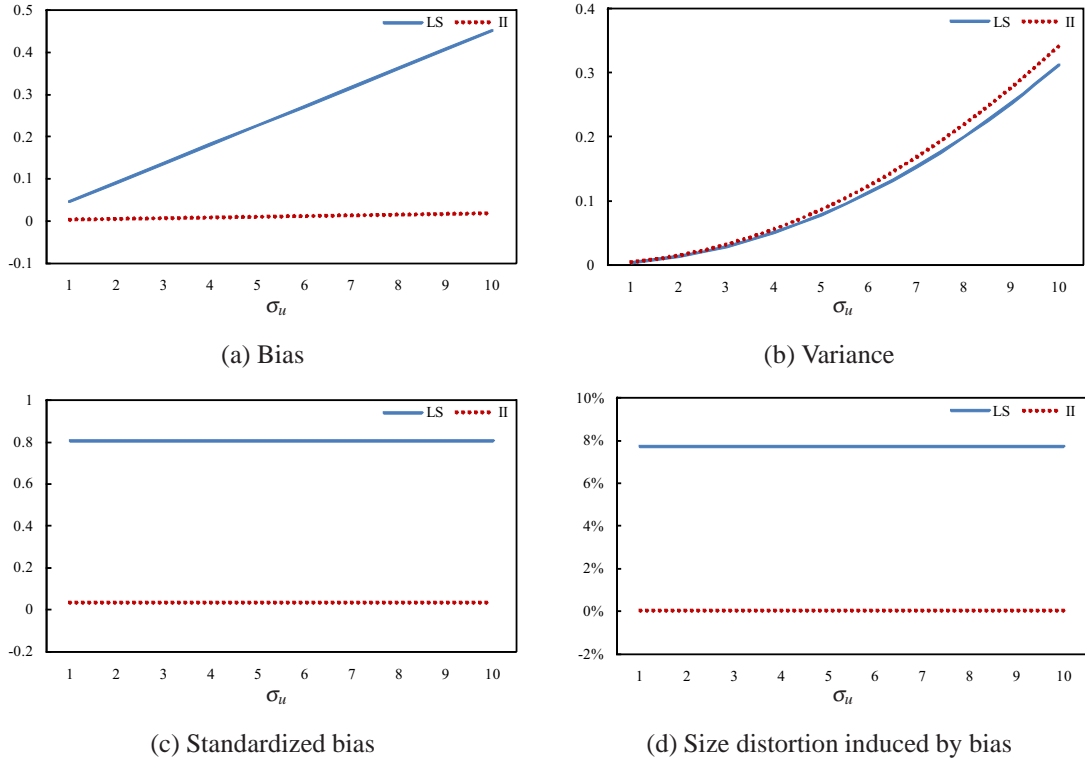 LS II
0.5
0.4
0.3
0.2
0.1
0
-0.1
1 2 3 4 5 6 7 8 9 10
σu
(a) Bias
LS II
0.4
0.3
0.2
0.1
0
1 2 3 4 5 6 7 8 9 10
σu
(b) Variance
LS II
1
0.8
0.6
0.4
0.2
0
-0.2
1 2 3 4 5 6 7 8 9 10
σu
(c) Standardized bias
LS II
10%
8%
6%
4%
2%
0%
-2%
1 2 3 4 5 6 7 8 9 10
σu
(d) Size distortion induced by bias